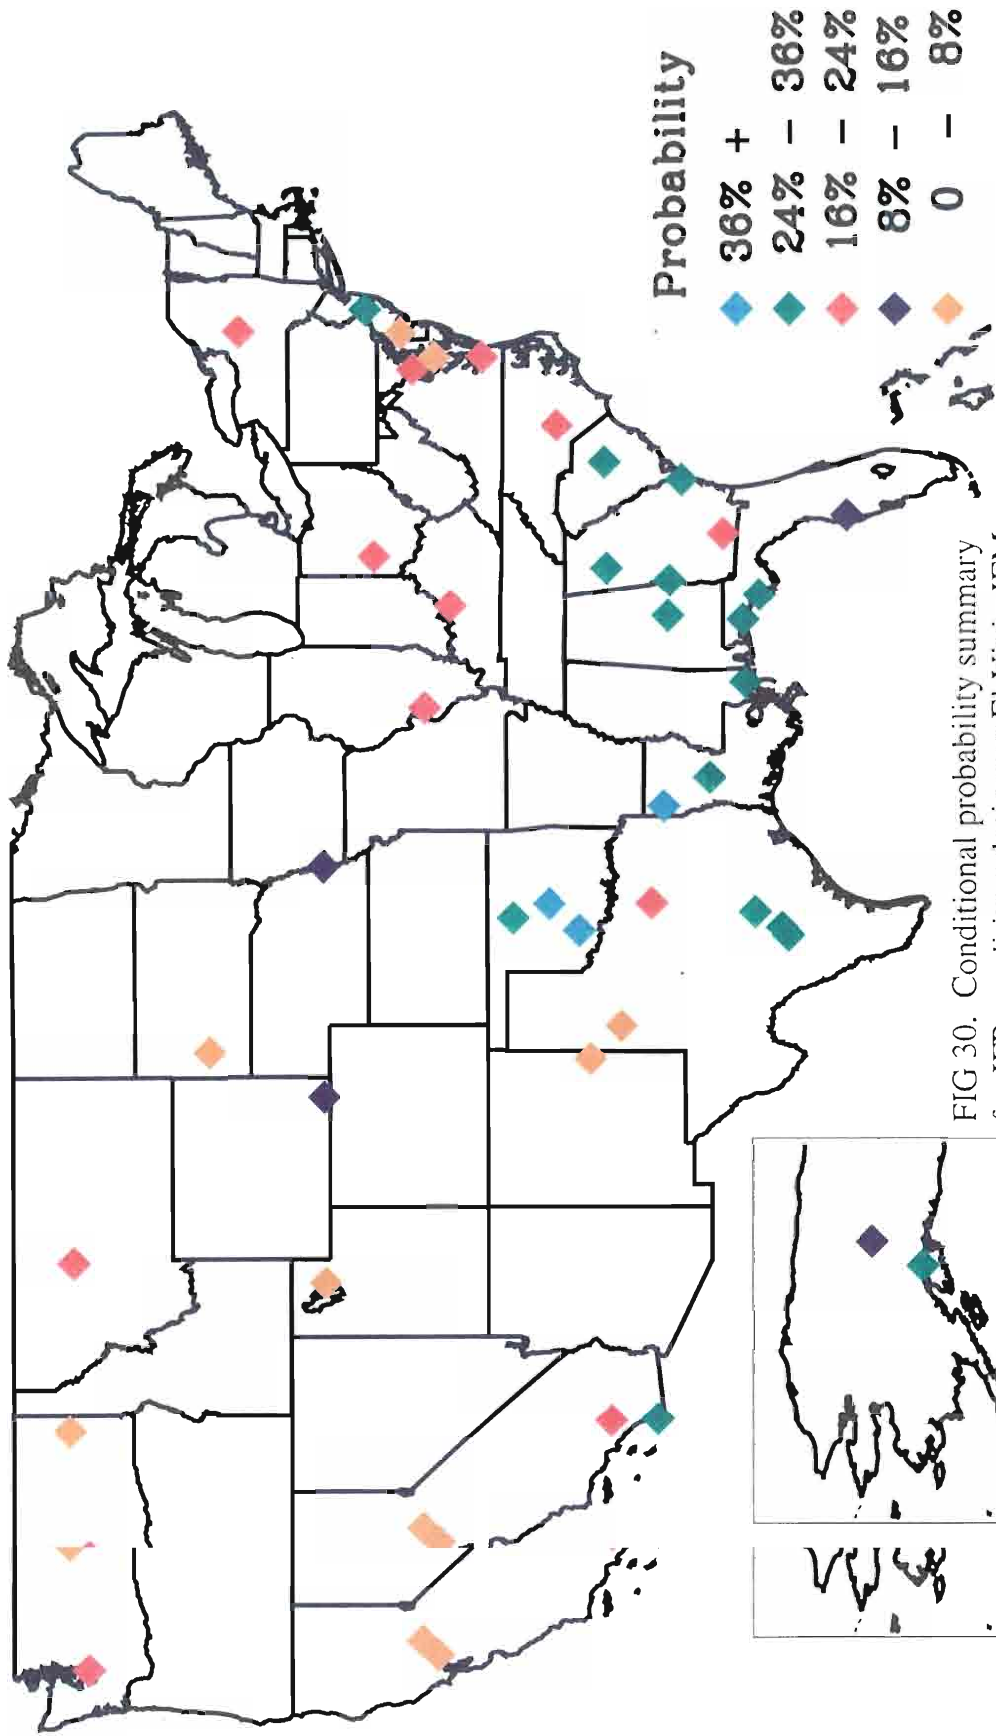 Probability
36% +
24% - 36%
16% - 24%
8% - 16%
0 - 8%
FIG 30. Conditional probability summary